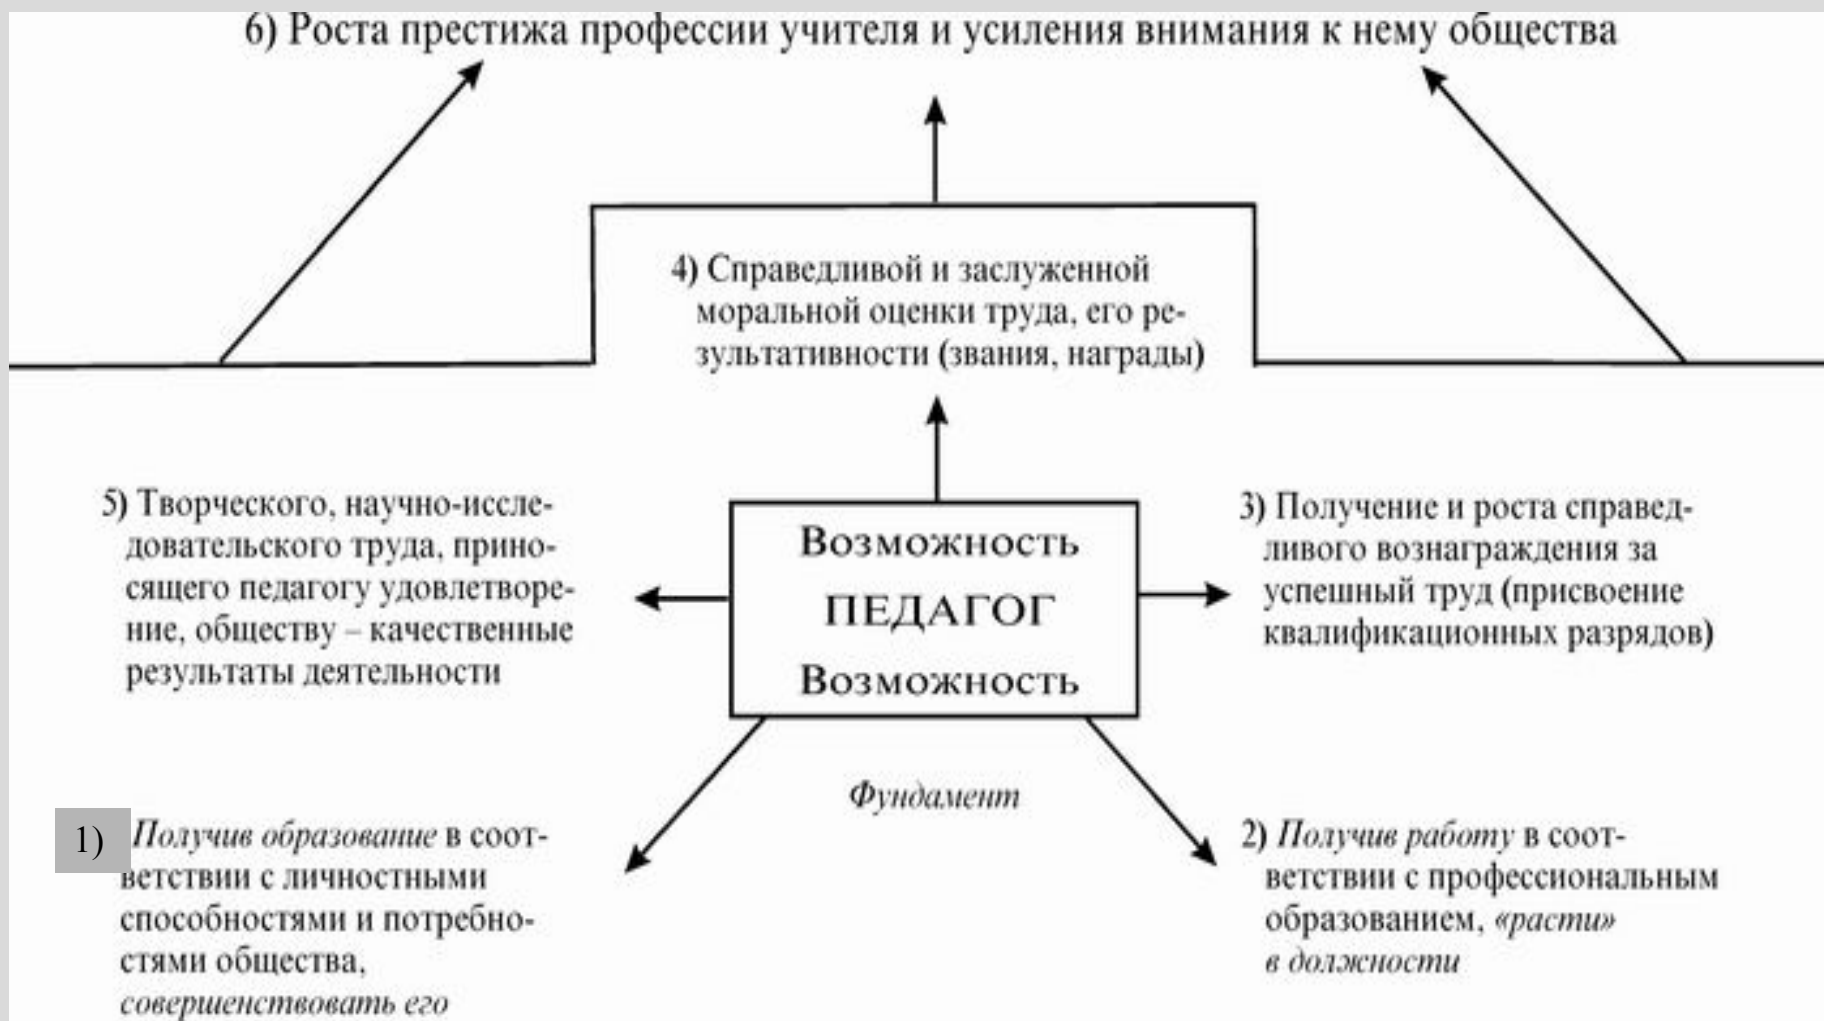 6) Роста престижа профессии учителя и усиления внимания к нему общества
4) Справедливой и заслуженной
моральной оценки труда, его ре-
зультативности (звания, награды)
5) Творческого, научно-иссле-
довательского труда, прино-
сящего педагогу удовлетворе-
ние, обществу – качественные
результаты деятельности
Возможность
ПЕДАГОГ
Возможность
3) Получение и роста справед-
ливого вознаграждения за
успешный труд (присвоение
квалификационных разрядов)
Фундамент
1) Получив образование в соот-
ветствии с личностными
способностями и потребно-
стями общества,
совершенствовать его
2) Получив работу в соот-
ветствии с профессиональным
образованием, «расти»
в должности